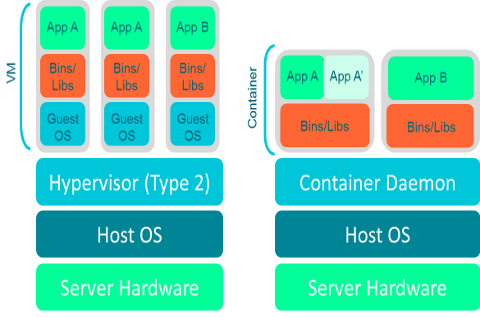 VM
App A
App A
App B
Bins/
Libs
Bins/
Libs
Bins/
Libs
Guest
OS
Guest
OS
Guest
OS
Hypervisor (Type 2)
Host OS
Server Hardware
Container
App A
App A'
App B
Bins/Libs
Bins/Libs
Container Daemon
Host OS
Server Hardware